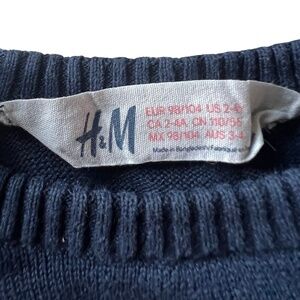 H&M
EUR 98/104 US 2-4Y
CA 2-4A, CN 110/56
MX 98/104 AUS 3-4
Made in Bangladesh/Fabriqué